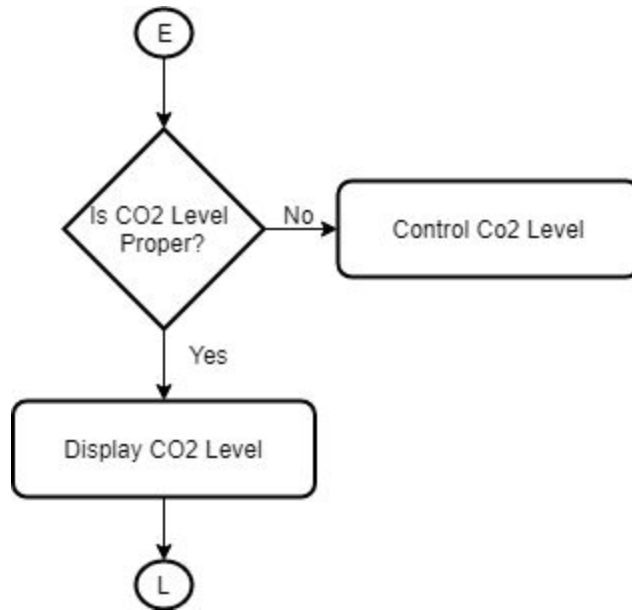 E
Is CO2 Level
Proper?
No
Control Co2 Level
Yes
Display CO2 Level
L